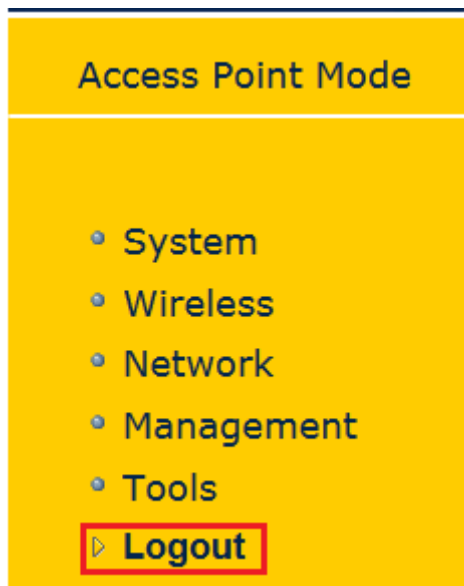 Access Point Mode
System
Wireless
Network
Management
Tools
Logout